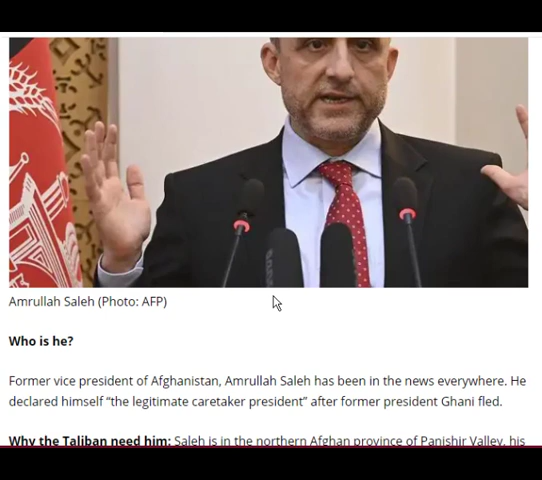 Amrullah Saleh (Photo: AFP)
Who is he?
Former vice president of Afghanistan, Amrullah Saleh has been in the news everywhere. He
declared himself “the legitimate caretaker president” after former president Ghani fled.
Why the Taliban need him: Saleh is in the northern Afghan province of Panjshir Valley, his